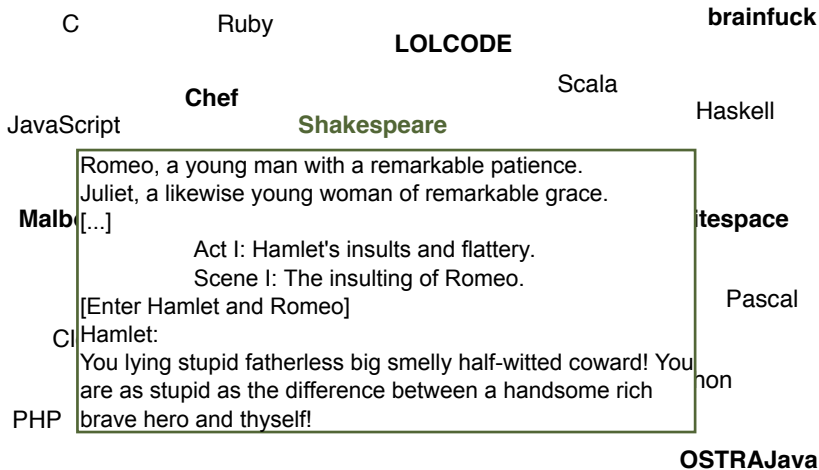 C
Ruby
brainfuck
LOLCODE
Scala
Chef
Haskell
JavaScript
Shakespeare
Romeo, a young man with a remarkable patience.
Juliet, a likewise young woman of remarkable grace.
[...]
Act I: Hamlet's insults and flattery.
Scene I: The insulting of Romeo.
[Enter Hamlet and Romeo]
Hamlet:
You lying stupid fatherless big smelly half-witted coward! You
are as stupid as the difference between a handsome rich
brave hero and thyself!
Pascal
PHP
OSTRAJava